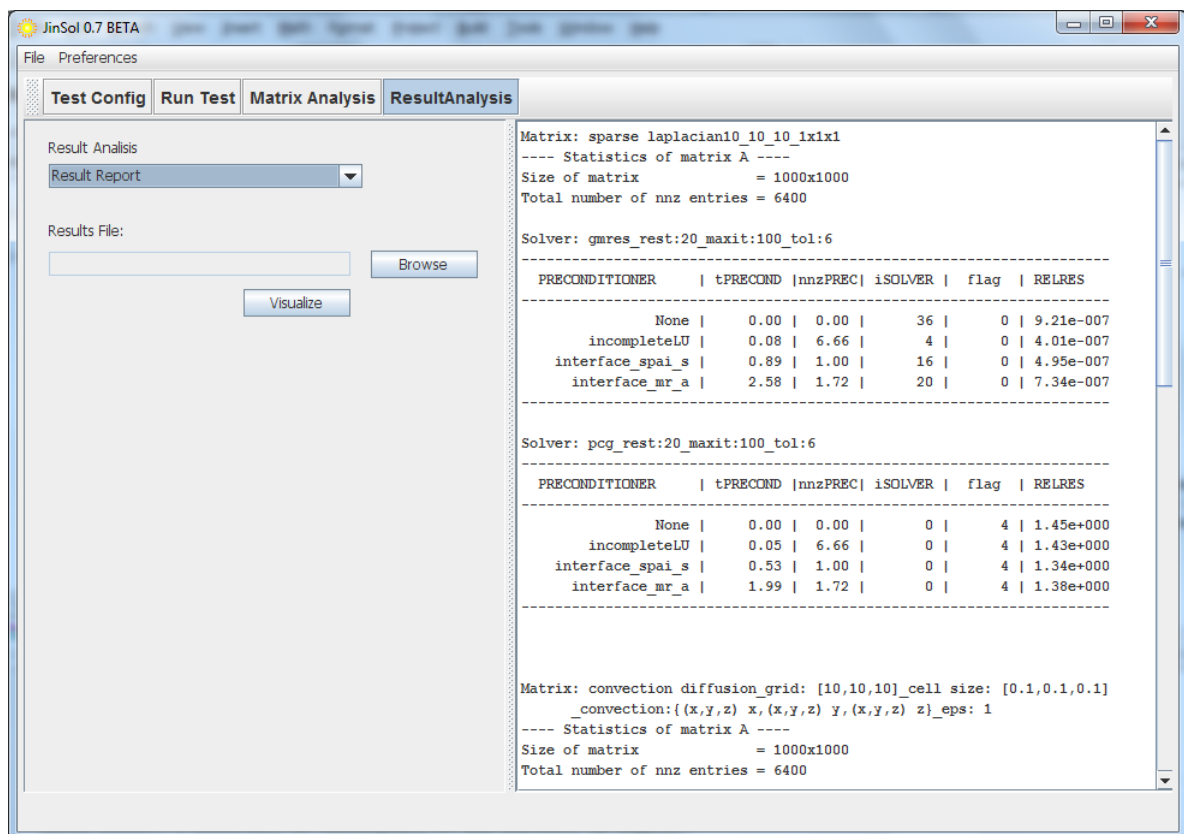 JinSol 0.7 BETA
File Preferences
Test Config Run Test Matrix Analysis ResultAnalysis
Result Analisis
Result Report
Results File:
Browse
Visualize
Matrix: sparse laplacian10_10_10_1x1x1
---- Statistics of matrix A ----
Size of matrix = 1000x1000
Total number of nnz entries = 6400
Solver: gmres_rest:20_maxit:100_tol:6
PRECONDITIONER | tPRECOND |nnzPREC| iSOLVER | flag | RELRES
None | 0.00 | 0.00 | 36 | 0 | 9.21e-007
incompleteLU | 0.08 | 6.66 | 4 | 0 | 4.01e-007
interface_spai_s | 0.89 | 1.00 | 16 | 0 | 4.95e-007
interface_mr_a | 2.58 | 1.72 | 20 | 0 | 7.34e-007
Solver: pcg_rest:20_maxit:100_tol:6
PRECONDITIONER | tPRECOND |nnzPREC| iSOLVER | flag | RELRES
None | 0.00 | 0.00 | 0 | 4 | 1.45e+000
incompleteLU | 0.05 | 6.66 | 0 | 4 | 1.43e+000
interface_spai_s | 0.53 | 1.00 | 0 | 4 | 1.34e+000
interface_mr_a | 1.99 | 1.72 | 0 | 4 | 1.38e+000
Matrix: convection diffusion_grid: [10,10,10]_cell size: [0.1,0.1,0.1]
_convection:{(x,y,z) x,(x,y,z) y,(x,y,z) z}_eps: 1
---- Statistics of matrix A ----
Size of matrix = 1000x1000
Total number of nnz entries = 6400